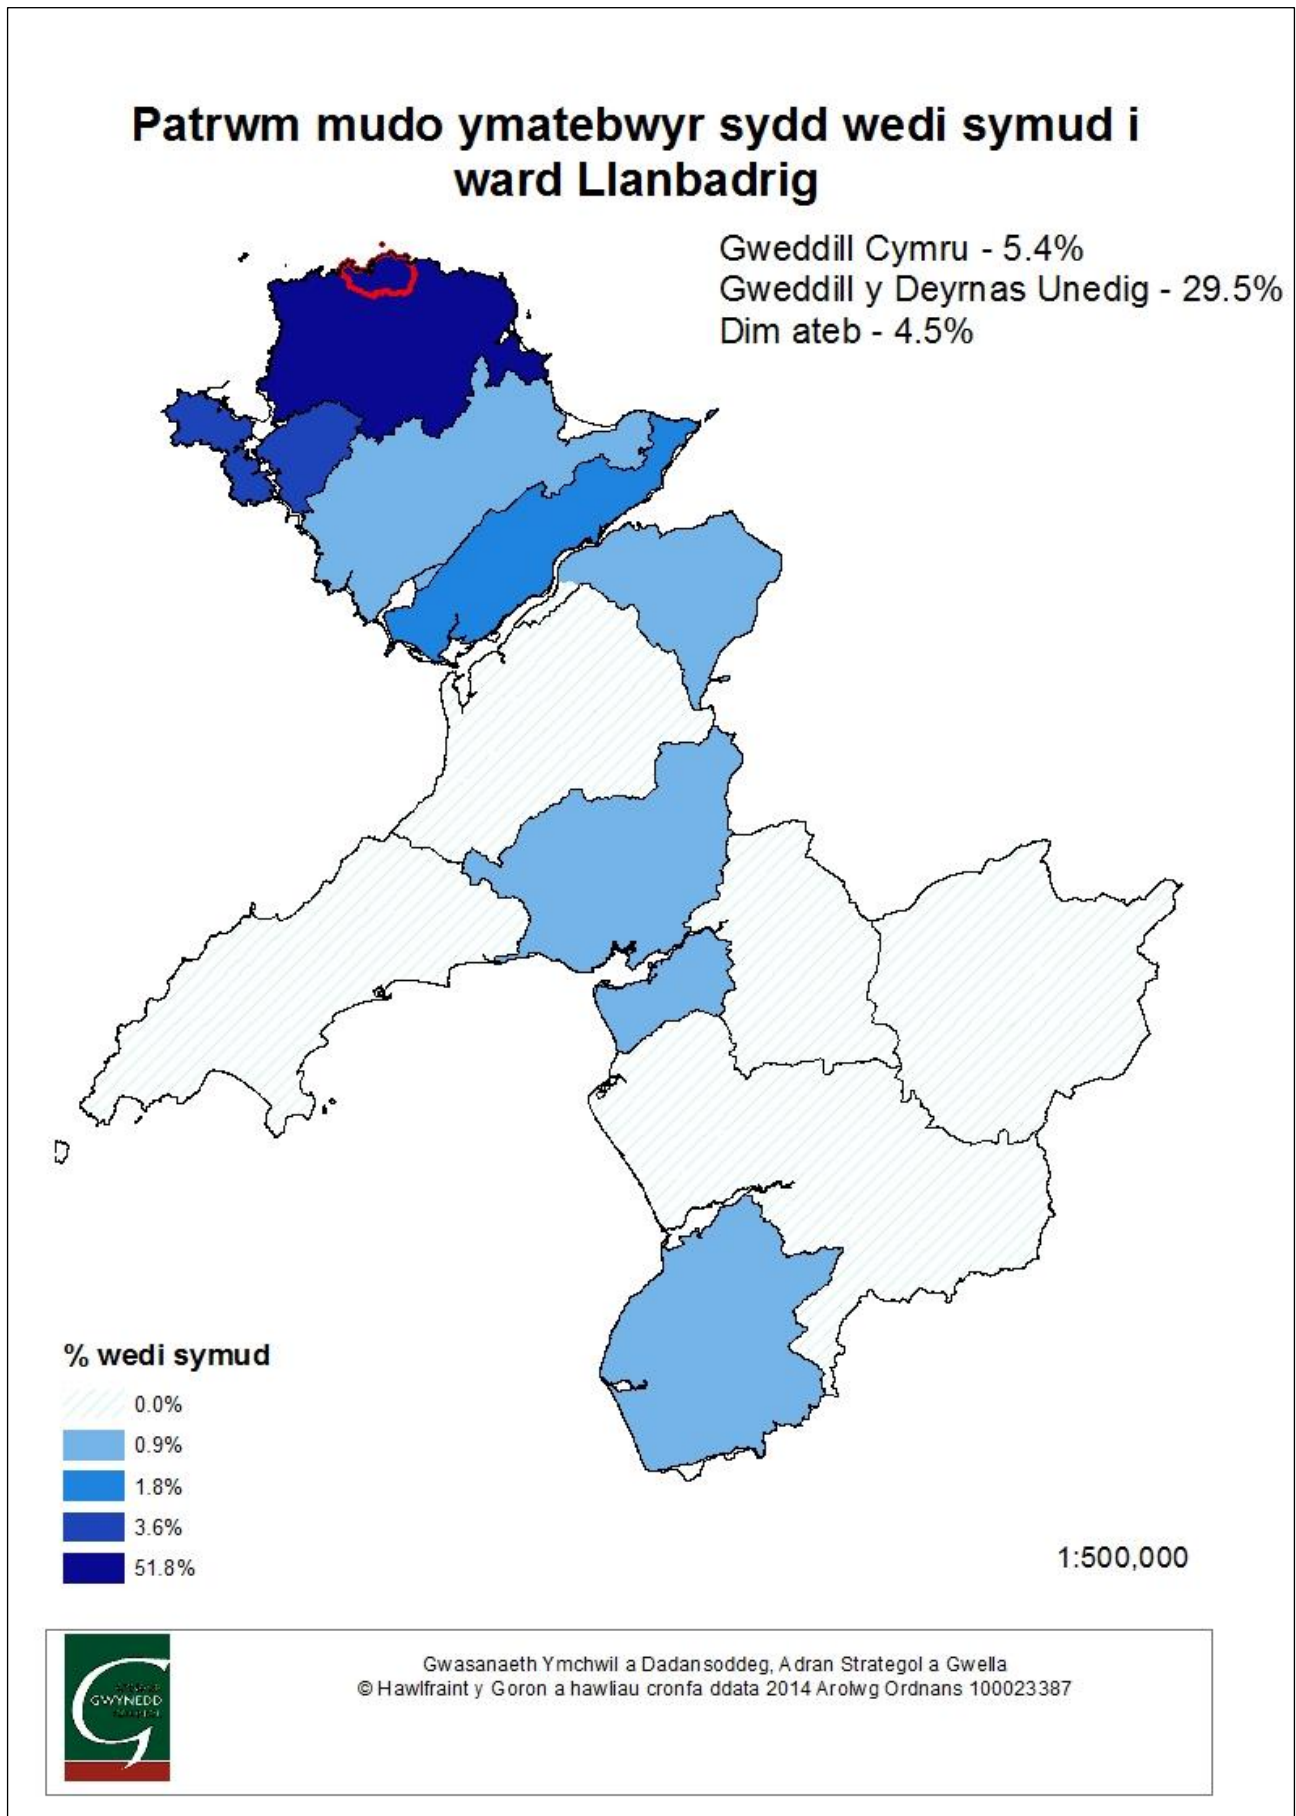 Patrwm mudo ymatebwyr sydd wedi symud i
ward Llanbadrig
Gweddill Cymru - 5.4%
Gweddill y Deyrnas Unedig - 29.5%
Dim ateb - 4.5%
% wedi symud
0.0%
0.9%
1.8%
3.6%
51.8%
1:500,000
GWYNEDD
Gwasanaeth Ymchwil a Dadansoddeg, Adran Strategol a Gwella
© Hawlfraint y Goron a hawliau cronfa ddata 2014 Arolwg Ordnans 100023387